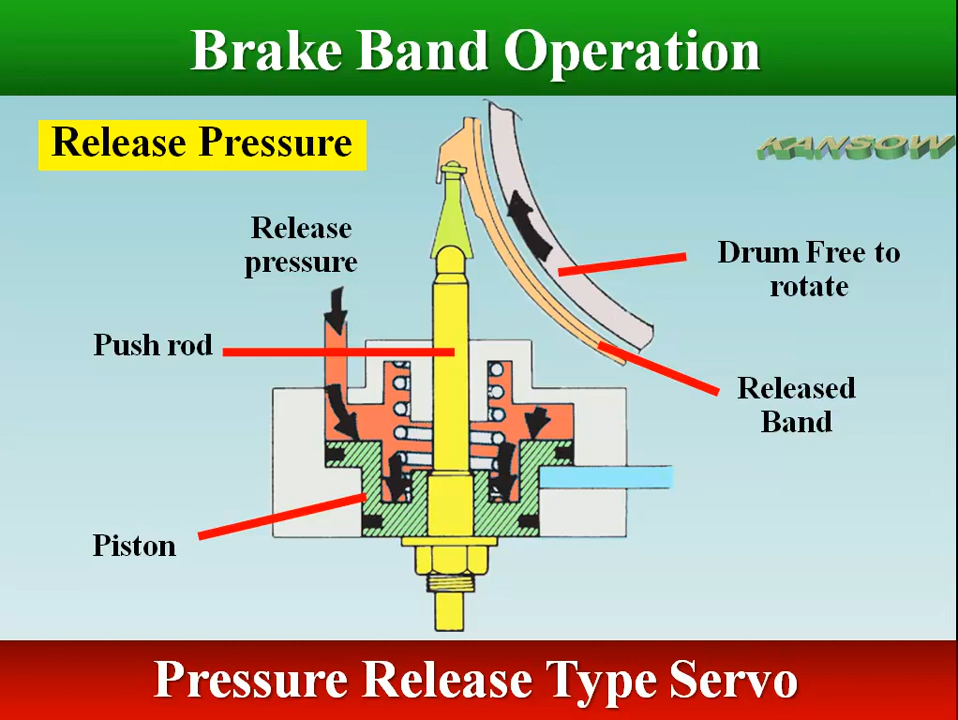 Brake Band Operation
Release Pressure
KANSOW
Release
pressure
Drum Free to
rotate
Push rod
Released
Band
Piston
Pressure Release Type Servo